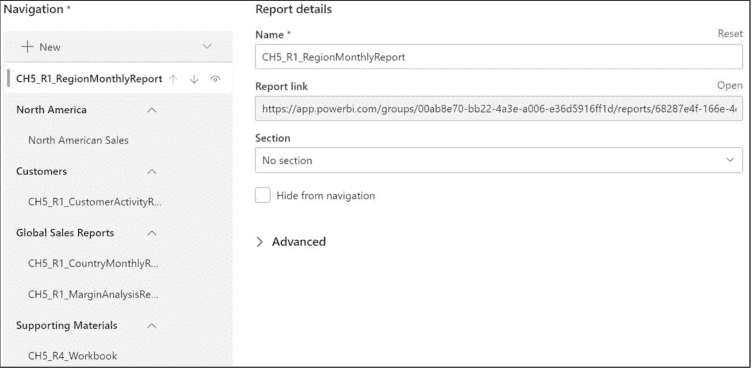 Navigation *
New
CH5_R1_RegionMonthlyReport
North America
North American Sales
Customers
CH5_R1_CustomerActivityR...
Global Sales Reports
CH5_R1_CountryMonthlyR...
CH5_R1_MarginAnalysisRe...
Supporting Materials
CH5_R4_Workbook
Report details
Name * Reset
CH5_R1_RegionMonthlyReport
Report link Open
https://app.powerbi.com/groups/00ab8e70-bb22-4a3e-a006-e36d5916ff1d/reports/68287e4f-166e-4
Section
No section
Hide from navigation
Advanced